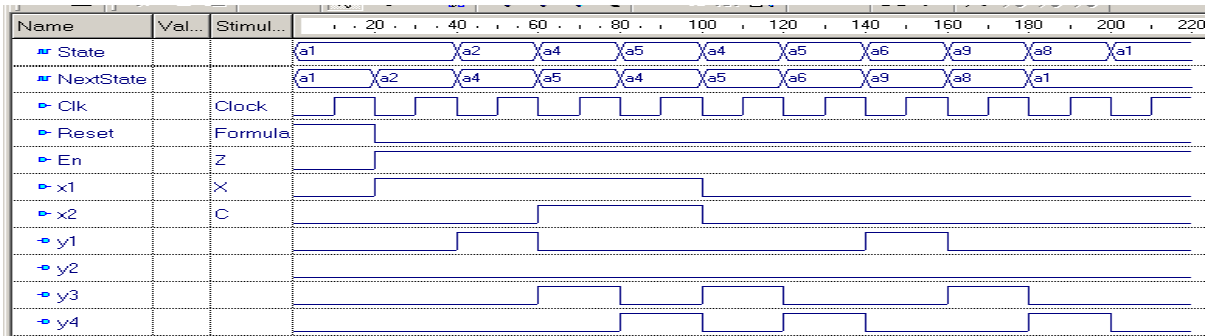 Name Val... Stimul... 20 40 60 80 100 120 140 160 180 200 220
State a1 a2 a4 a5 a4 a5 a6 a9 a8 a1
NextState a1 a2 a4 a5 a4 a5 a6 a9 a8 a1
Clk Clock
Reset Formula
En Z
x1 X
x2 C
y1
y2
y3
y4